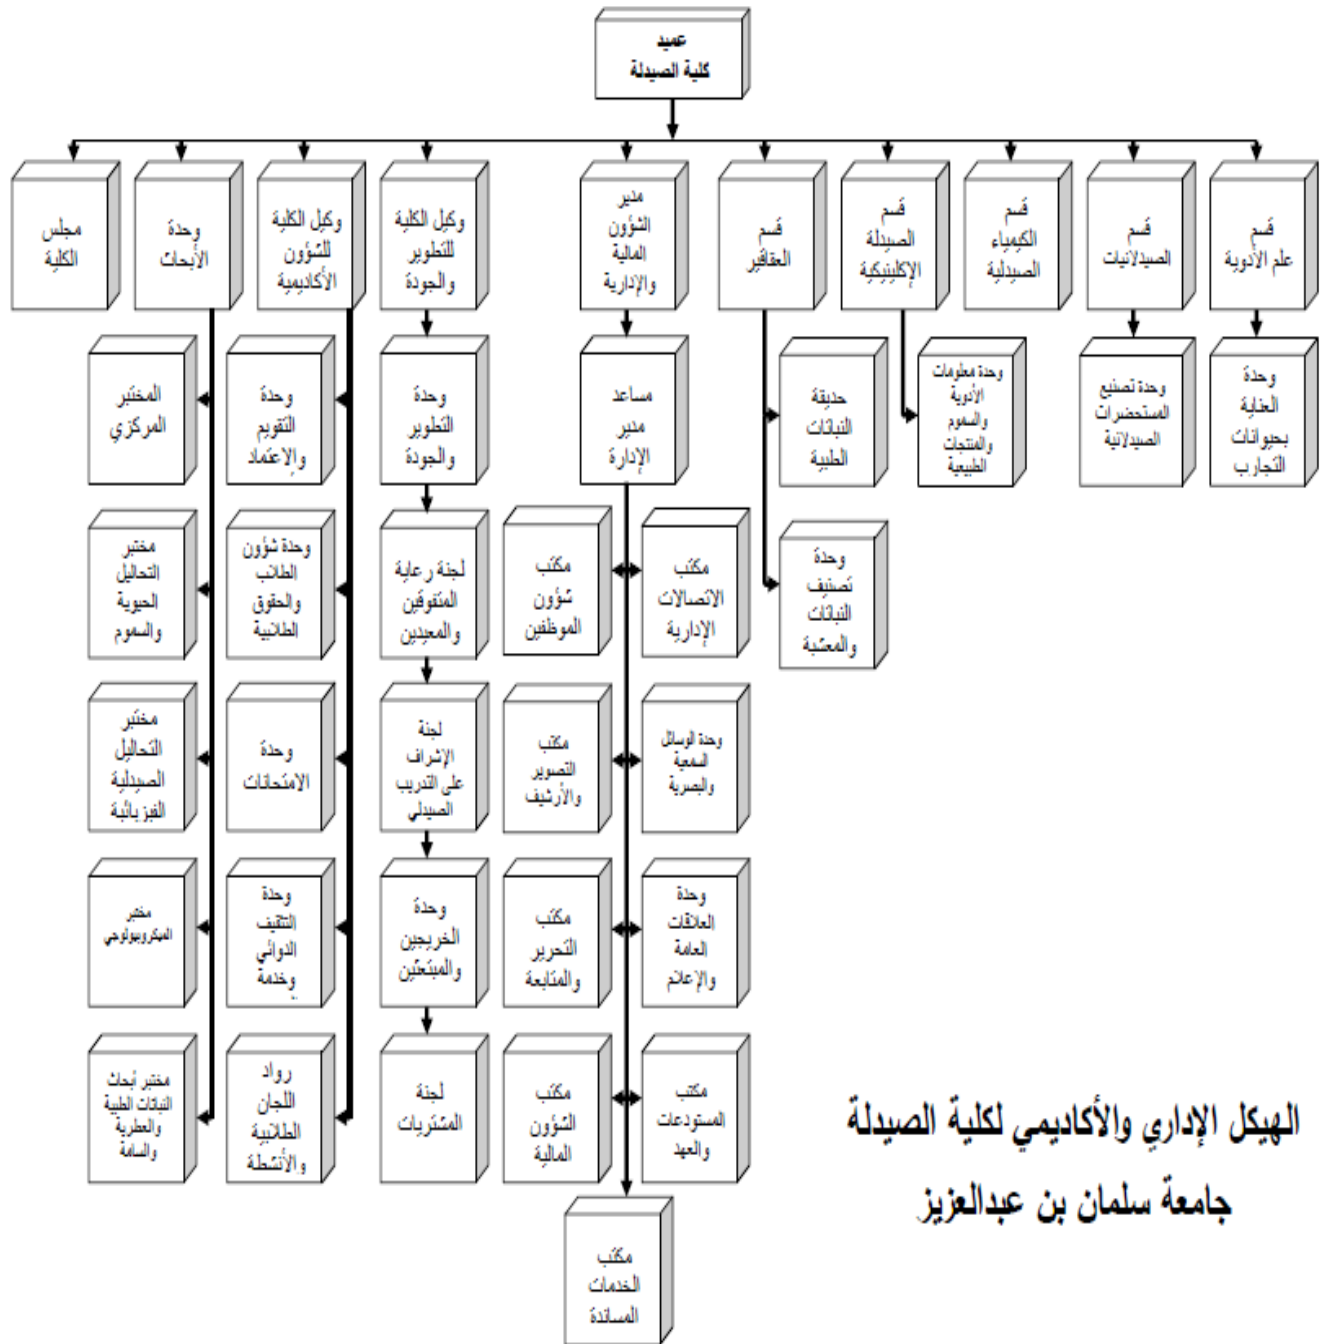 عميد
كلية الصيدلة
قسم
علم الأدوية
قسم
الصيدلانيات
قسم
الكيمياء
الصيدلية
قسم
الصيدلة
الإكلينيكية
قسم
العقاقير
مدير
الشؤون
المالية
والإدارية
وكيل الكلية
للتطوير
والجودة
وكيل الكلية
للشؤون
الأكاديمية
وحدة
الأبحاث
مجلس
الكلية
وحدة
العناية
بحيوانات
التجارب
وحدة تصنيع
المستحضرات
الصيدلانية
وحدة معلومات
الأدوية
والسموم
والمنتجات
الطبيعية
حديقة
النباتات
الطبية
مساعد
مدير
الإدارة
وحدة
التطوير
والجودة
وحدة
التقويم
والاعتماد
المختبر
المركزي
وحدة
تصنيف
النباتات
والمعشبة
مكتب
الاتصالات
الإدارية
مكتب
شؤون
الموظفين
لجنة رعاية
المتفوقين
والمعيدين
وحدة شؤون
الطلاب
والحقوق
الطلابية
مختبر
التحاليل
الحيوية
والسموم
وحدة الوسائل
السمعية
والبصرية
مكتب
التصوير
والأرشيف
لجنة
الإشراف
على التدريب
الصيدلي
وحدة
الامتحانات
مختبر
التحاليل
الصيدلية
الفيزيائية
وحدة
العلاقات
العامة
والإعلام
مكتب
التحرير
والمتابعة
وحدة
الخريجين
والمبتعثين
وحدة
التثقيف
الدوائي
وخدمة
مختبر
الميكروبيولوجي
مكتب
المستودعات
والعهد
مكتب
الشؤون
المالية
لجنة
المشتريات
رواد
اللجان
الطلابية
والأنشطة
مختبر أبحاث
النباتات الطبية
والعطرية
والسامة
مكتب
الخدمات
المساندة
الهيكل الإداري والأكاديمي لكلية الصيدلة
جامعة سلمان بن عبدالعزيز